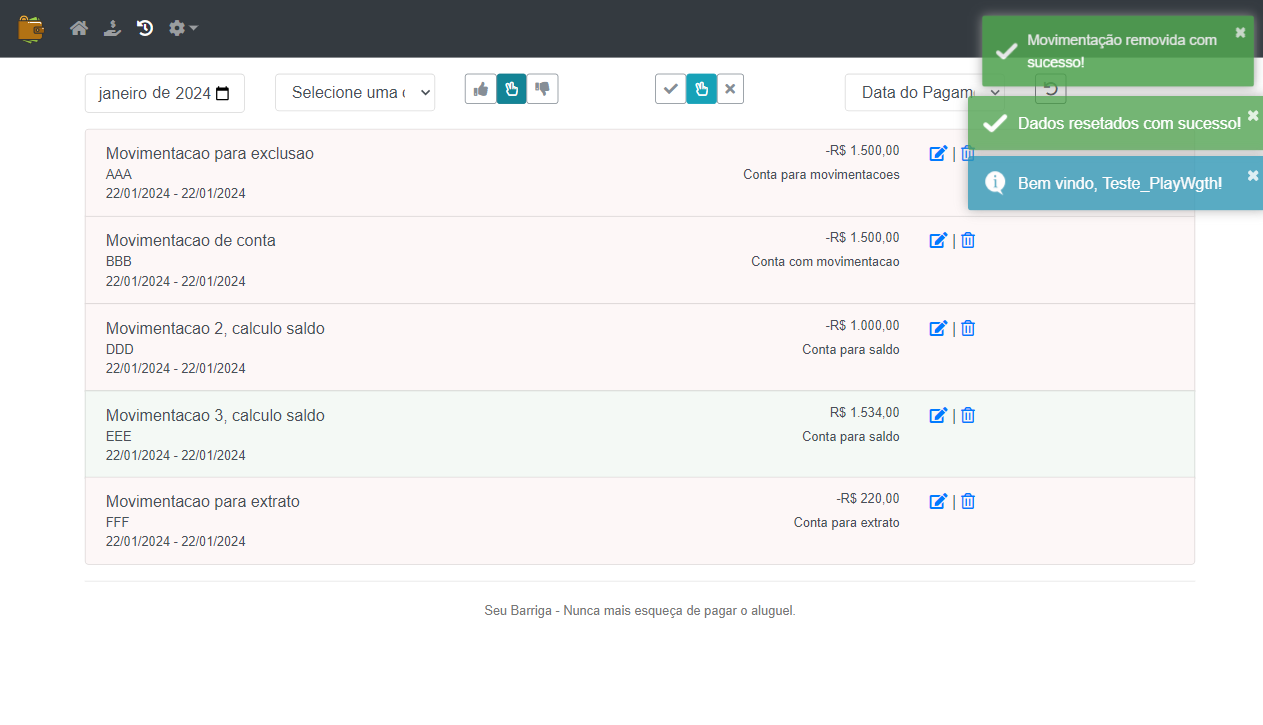 Movimentação removida com
sucesso!
janeiro de 2024
Selecione uma
Data do Pagam
Dados resetados com sucesso!
Bem vindo, Teste_PlayWgth!
Movimentacao para exclusao
AAA
22/01/2024 - 22/01/2024
-R$ 1.500,00
Conta para movimentacoes
|
Movimentacao de conta
BBB
22/01/2024 - 22/01/2024
-R$ 1.500,00
Conta com movimentacao
|
Movimentacao 2, calculo saldo
DDD
22/01/2024 - 22/01/2024
-R$ 1.000,00
Conta para saldo
|
Movimentacao 3, calculo saldo
EEE
22/01/2024 - 22/01/2024
R$ 1.534,00
Conta para saldo
|
Movimentacao para extrato
FFF
22/01/2024 - 22/01/2024
-R$ 220,00
Conta para extrato
|
Seu Barriga - Nunca mais esqueça de pagar o aluguel.